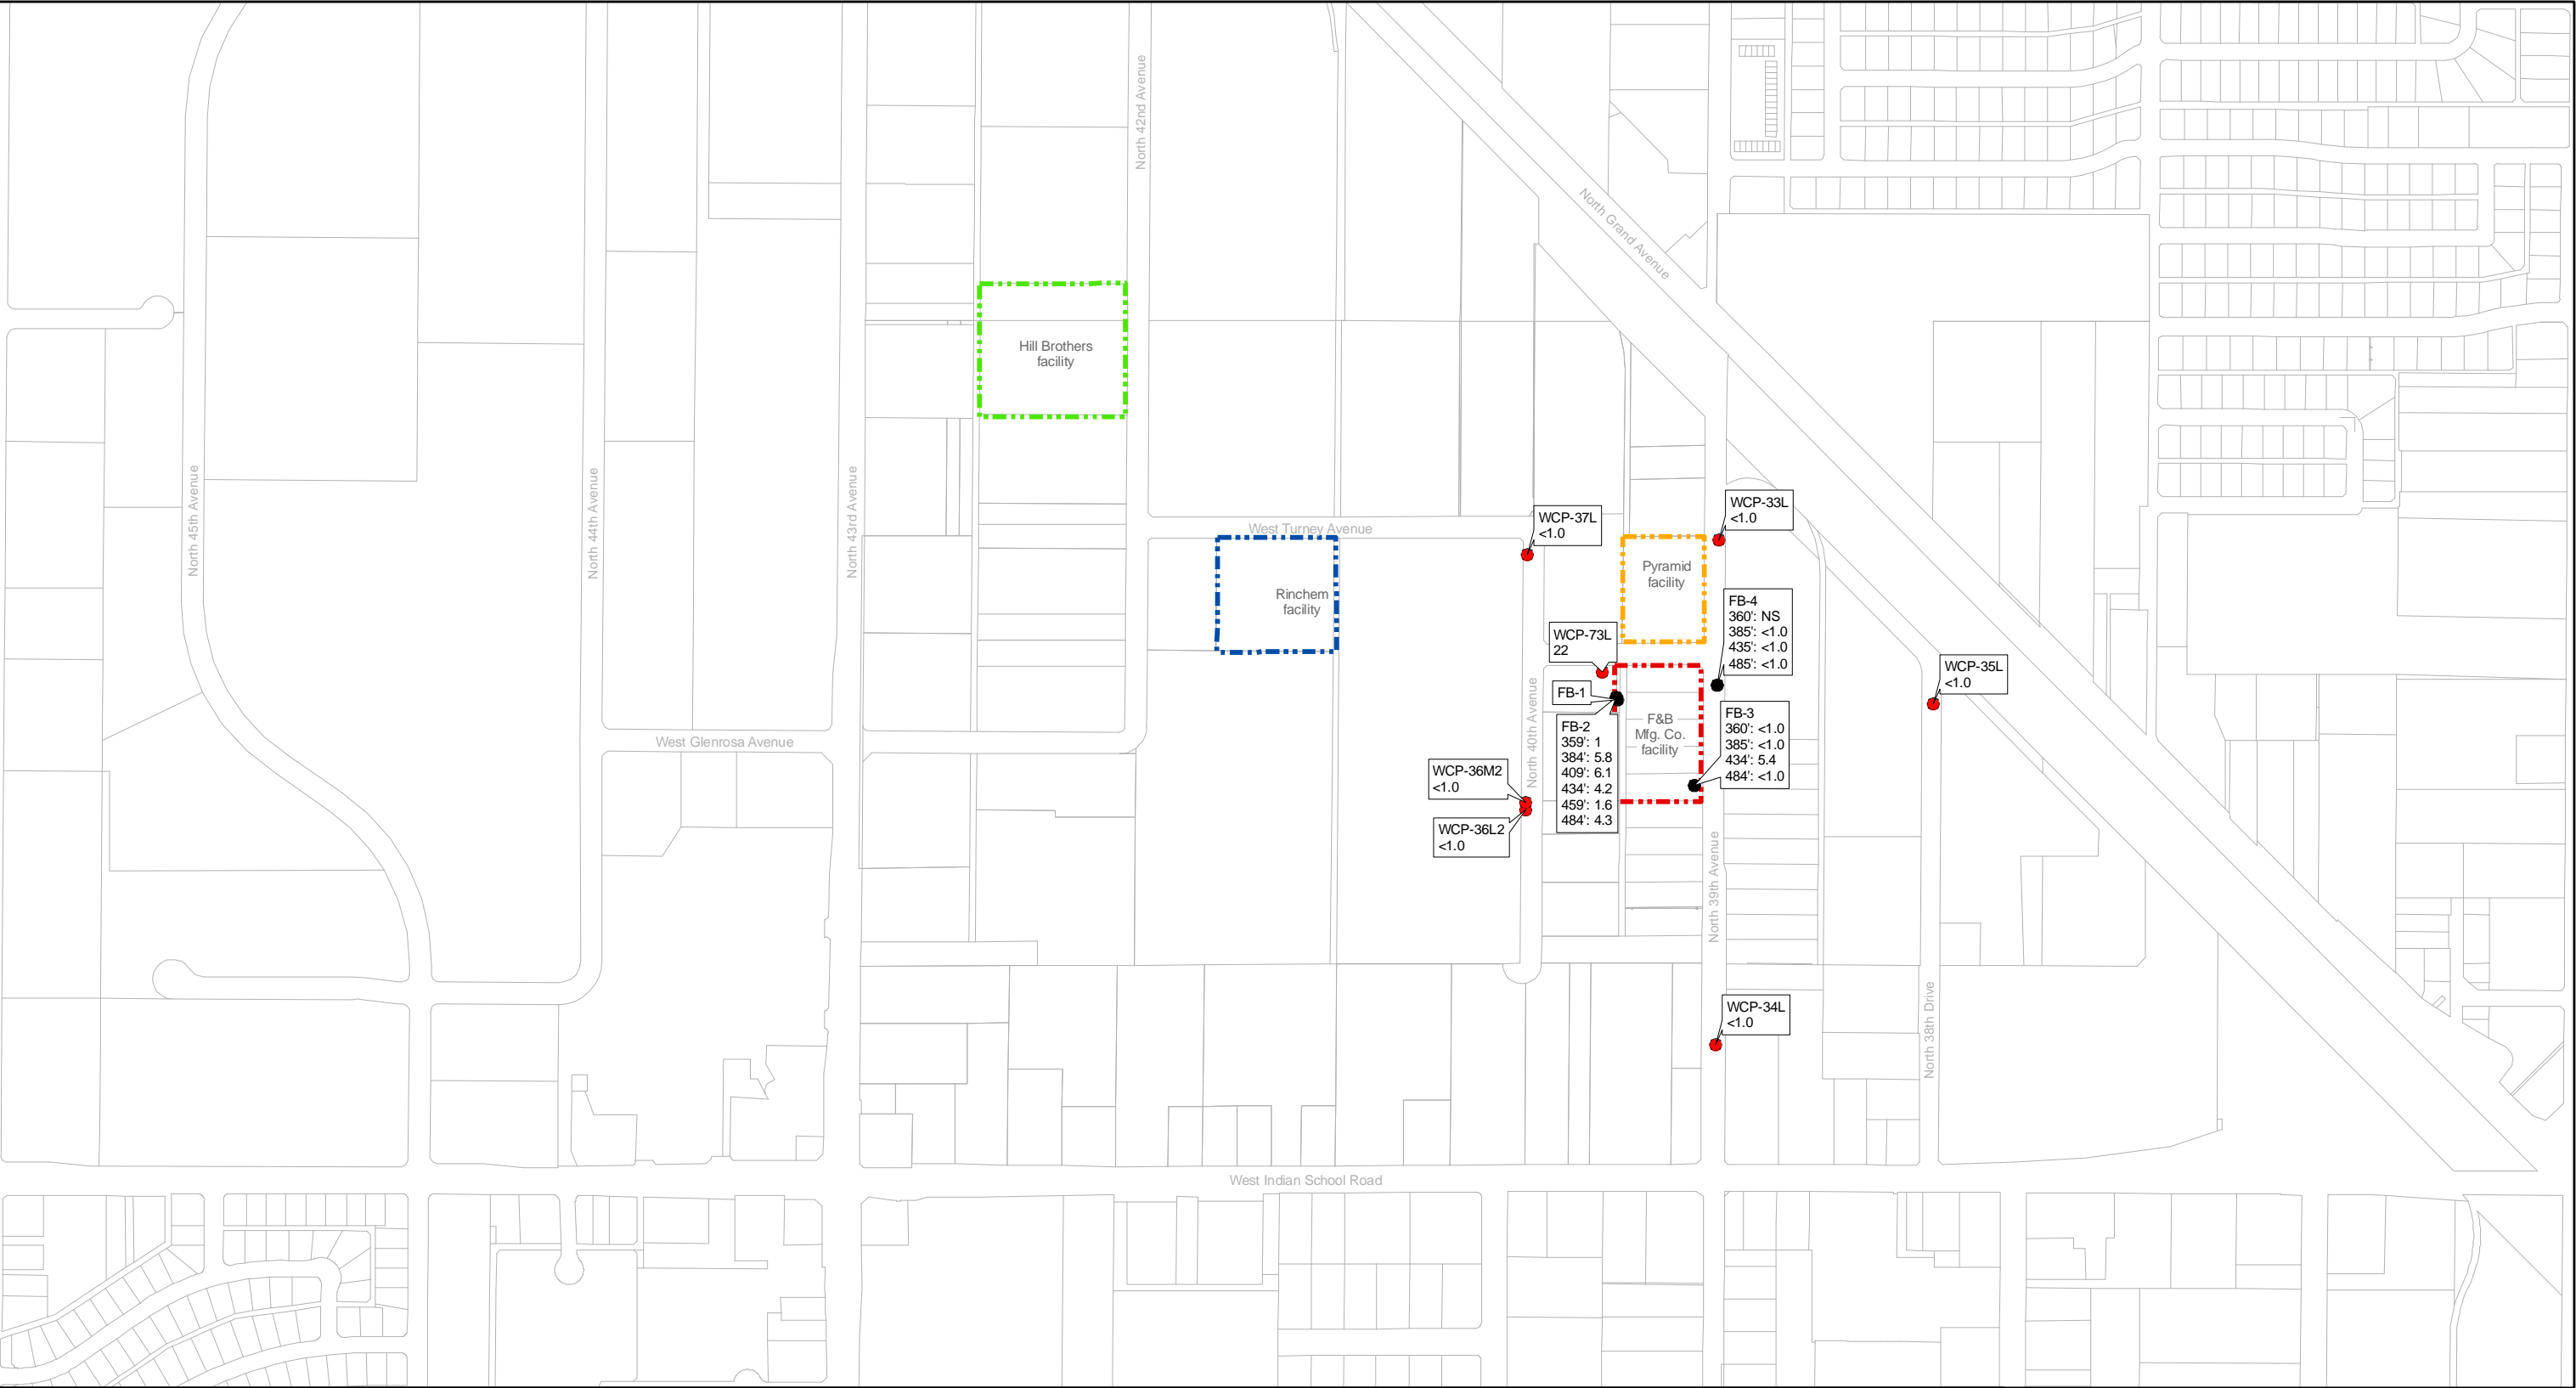 North 42nd Avenue
North Grand Avenue
Hill Brothers
facility
North 45th Avenue
North 44th Avenue
North 43rd Avenue
West Turney Avenue
WCP-37L
<1.0
WCP-33L
<1.0
Rinchem
facility
Pyramid
facility
FB-4
360': NS
385': <1.0
435': <1.0
485': <1.0
WCP-73L
22
WCP-35L
<1.0
FB-1
North 40th Avenue
F&B
Mfg. Co.
facility
FB-2
359': 1
384': 5.8
409': 6.1
434': 4.2
459': 1.6
484': 4.3
FB-3
360': <1.0
385': <1.0
434': 5.4
484': <1.0
West Glenrosa Avenue
WCP-36M2
<1.0
WCP-36L2
<1.0
North 39th Avenue
North 38th Drive
WCP-34L
<1.0
West Indian School Road